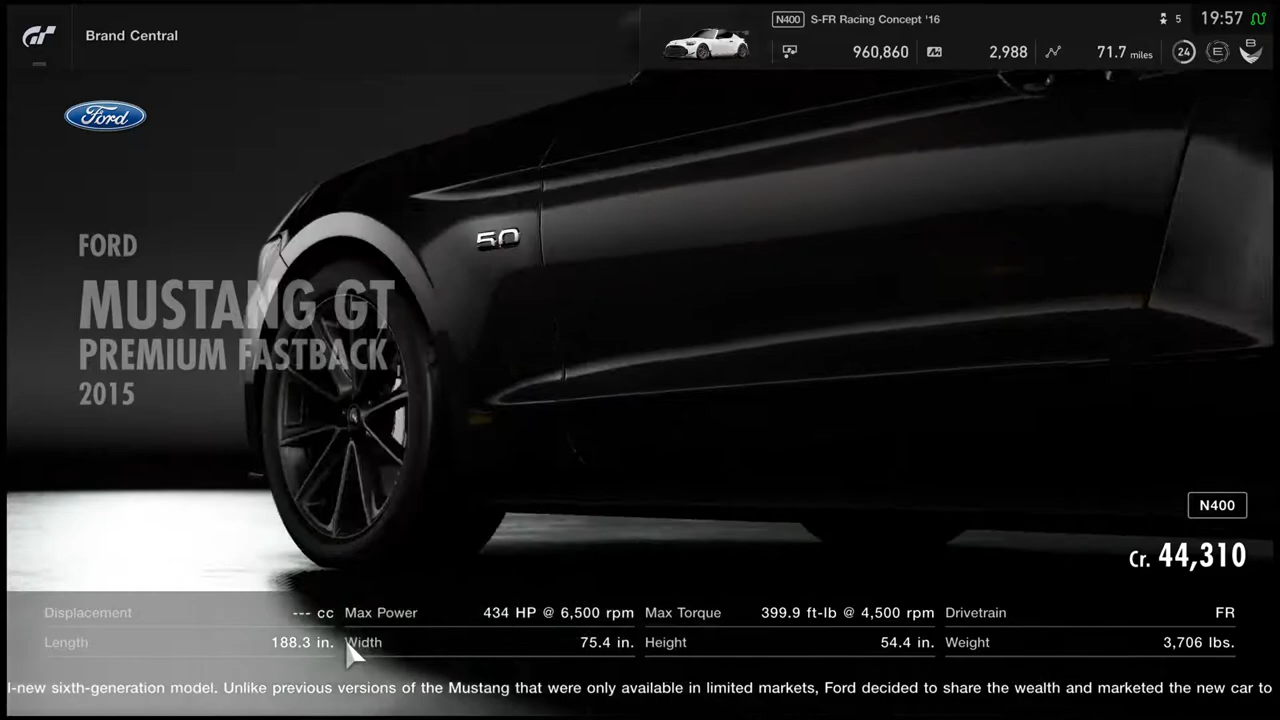 Brand Central
N400 S-FR Racing Concept '16
5 19:57
960,860 2,988 71.7 miles 24 E B
Ford
FORD
MUSTANG GT
PREMIUM FASTBACK
2015
5.0
N400
Cr. 44,310
Displacement --- cc Max Power 434 HP @ 6,500 rpm Max Torque 399.9 ft-lb @ 4,500 rpm Drivetrain FR
Length 188.3 in. Width 75.4 in. Height 54.4 in. Weight 3,706 lbs.
l-new sixth-generation model. Unlike previous versions of the Mustang that were only available in limited markets, Ford decided to share the wealth and marketed the new car to